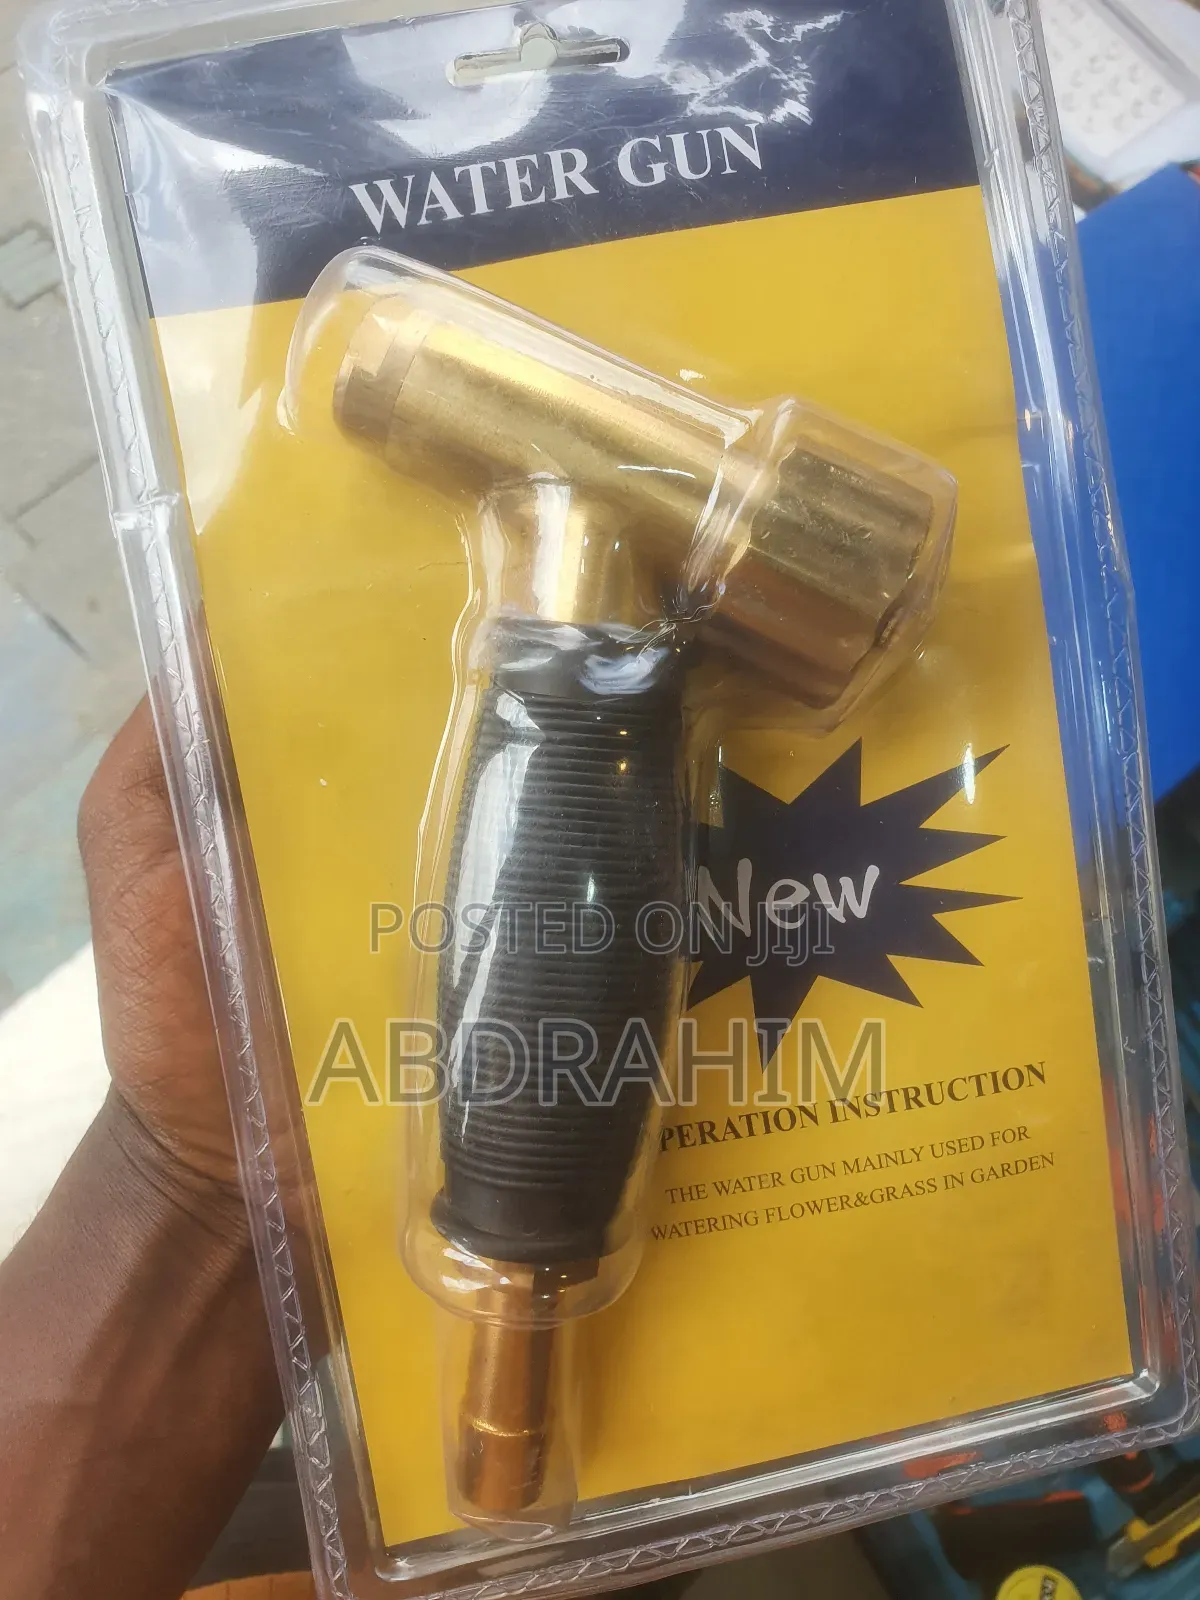 WATER GUN
New
POSTED ON JIJI
ABDRAHIM
PERATION INSTRUCTION
THE WATER GUN MAINLY USED FOR
WATERING FLOWER&GRASS IN GARDEN